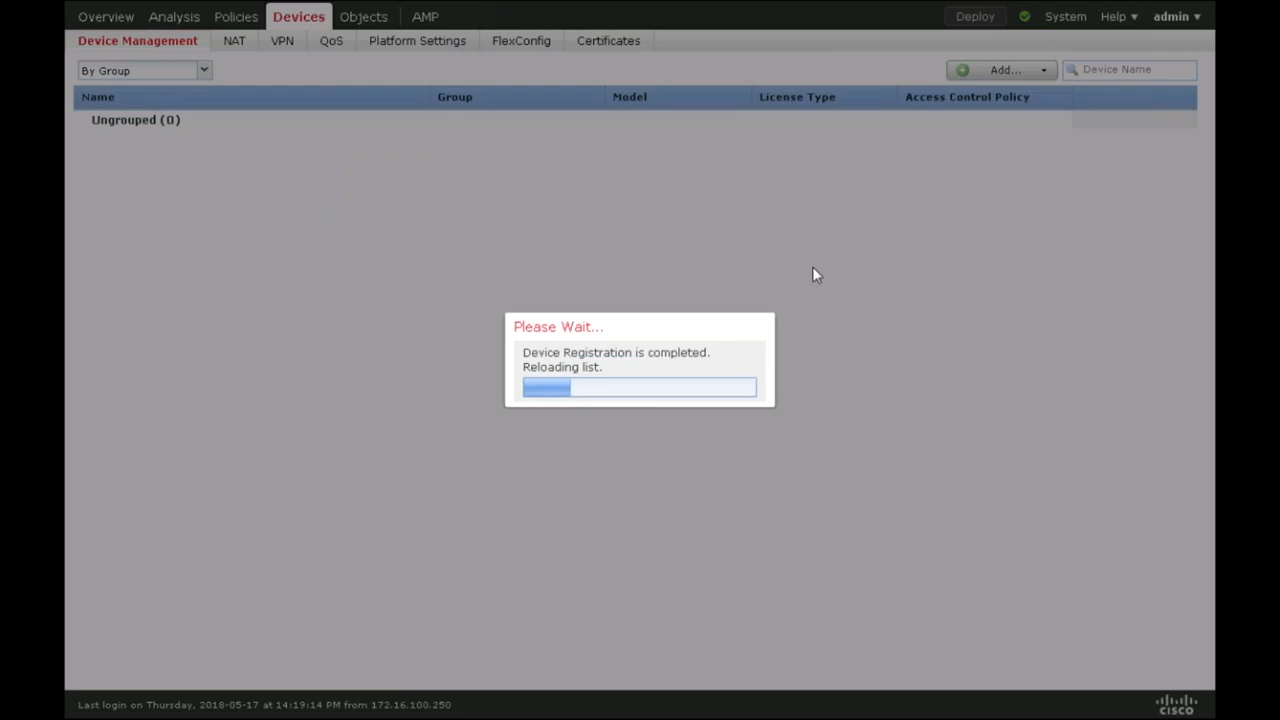 Overview Analysis Policies Devices Objects AMP Deploy System Help ▾ admin ▾
Device Management NAT VPN QoS Platform Settings FlexConfig Certificates
By Group Add... Device Name
Name Group Model License Type Access Control Policy
Ungrouped (0)
Please Wait...
Device Registration is completed.
Reloading list.
Last login on Thursday, 2018-05-17 at 14:19:14 PM from 172.16.100.250
CISCO